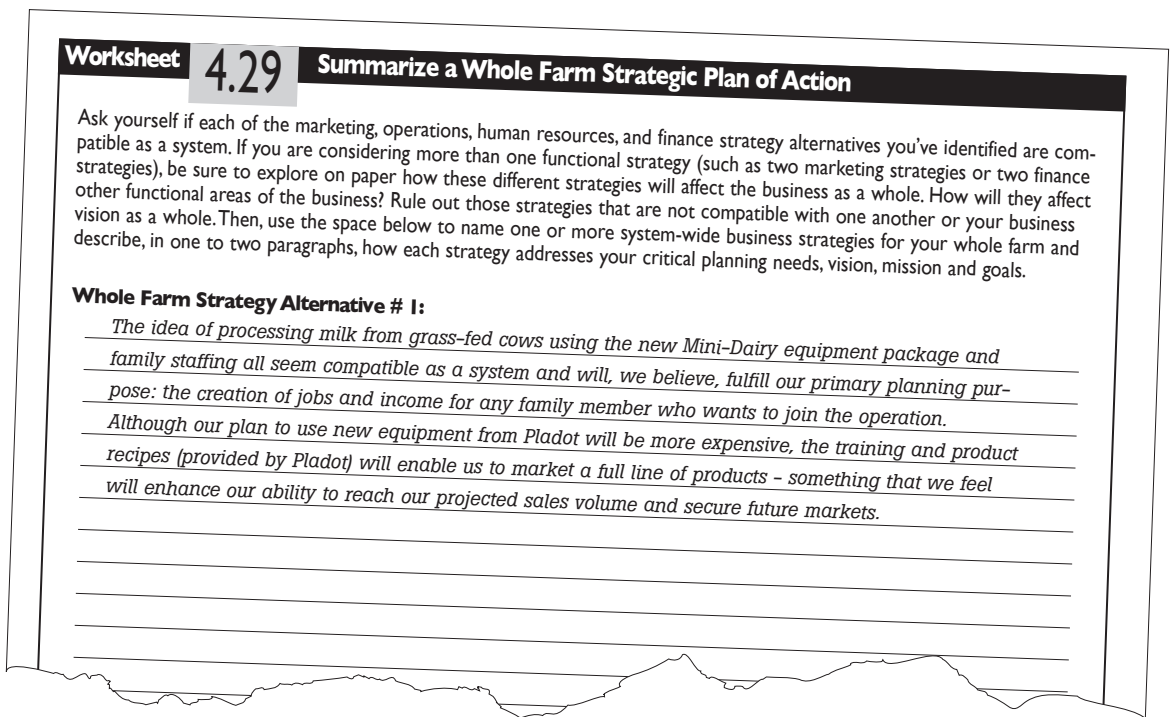 Worksheet 4.29 Summarize a Whole Farm Strategic Plan of Action
Ask yourself if each of the marketing, operations, human resources, and finance strategy alternatives you've identified are com-
patible as a system. If you are considering more than one functional strategy (such as two marketing strategies or two finance
strategies), be sure to explore on paper how these different strategies will affect the business as a whole. How will they affect
other functional areas of the business? Rule out those strategies that are not compatible with one another or your business
vision as a whole. Then, use the space below to name one or more system-wide business strategies for your whole farm and
describe, in one to two paragraphs, how each strategy addresses your critical planning needs, vision, mission and goals.
Whole Farm Strategy Alternative # 1:
The idea of processing milk from grass-fed cows using the new Mini-Dairy equipment package and
family staffing all seem compatible as a system and will, we believe, fulfill our primary planning pur-
pose: the creation of jobs and income for any family member who wants to join the operation.
Although our plan to use new equipment from Pladot will be more expensive, the training and product
recipes (provided by Pladot) will enable us to market a full line of products – something that we feel
will enhance our ability to reach our projected sales volume and secure future markets.